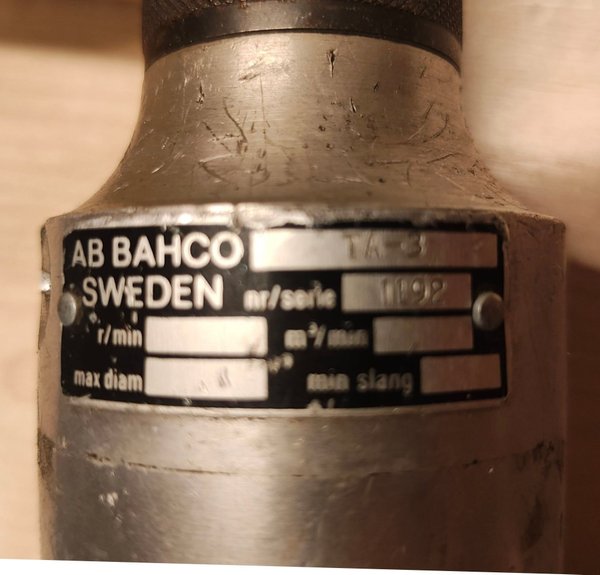 AB BAHCO TA-3
SWEDEN nr/serie 1192
r/min m³/min
max diam min slang